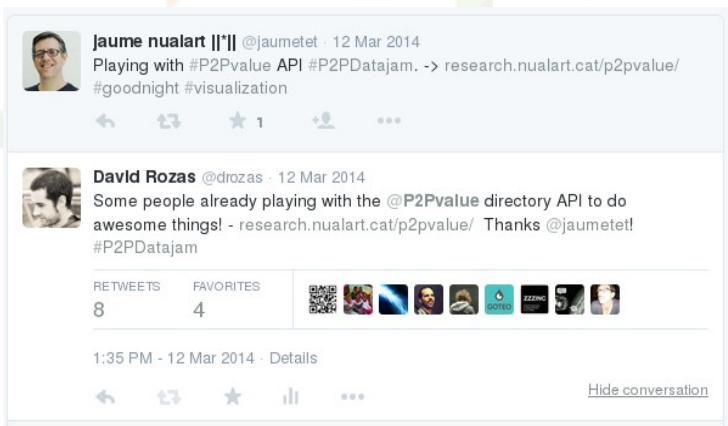 jaume nualart ||*|| @jaumetet · 12 Mar 2014
Playing with #P2Pvalue API #P2PDatajam. -> research.nualart.cat/p2pvalue/
#goodnight #visualization
1
David Rozas @drozas · 12 Mar 2014
Some people already playing with the @P2Pvalue directory API to do
awesome things! - research.nualart.cat/p2pvalue/ Thanks @jaumetet!
#P2PDatajam
RETWEETS FAVORITES
8 4
GOTEO ZZZINC
1:35 PM - 12 Mar 2014 · Details
Hide conversation